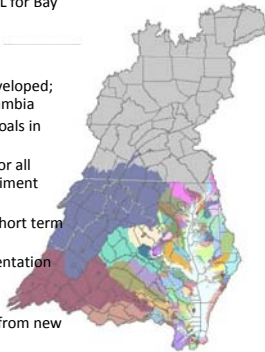 L for Bay
veloped;
mbia
oals in
or all
iment
hort term
entation
from new